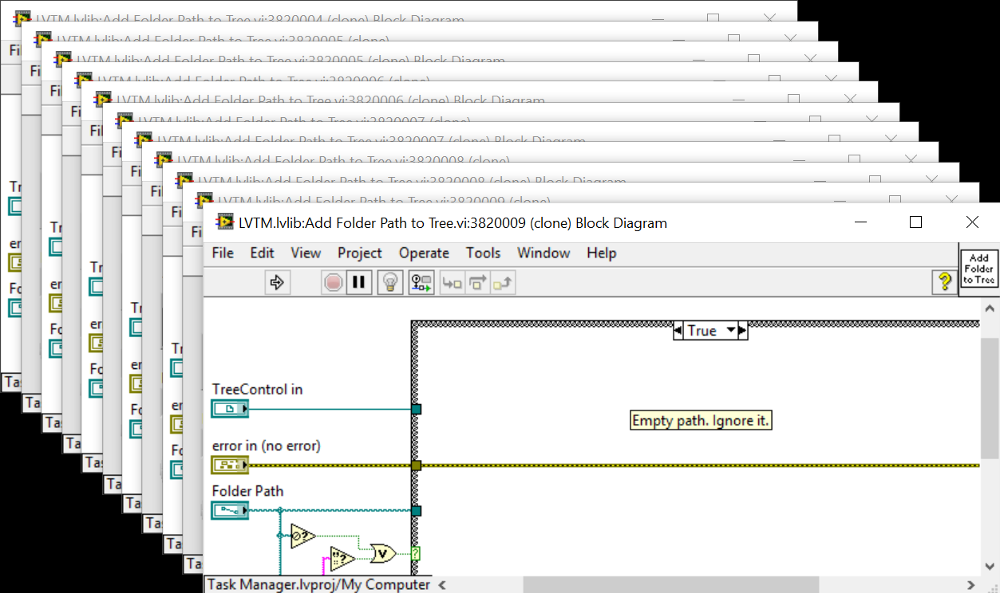 LVTM.lvlib:Add Folder Path to Tree.vi:3820004 (clone) Block Diagram
LVTM.lvlib:Add Folder Path to Tree.vi:3820005 (clone)
LVTM.lvlib:Add Folder Path to Tree.vi:3820005 (clone) Block Diagram
LVTM.lvlib:Add Folder Path to Tree.vi:3820006 (clone)
LVTM.lvlib:Add Folder Path to Tree.vi:3820006 (clone) Block Diagram
LVTM.lvlib:Add Folder Path to Tree.vi:3820007 (clone)
LVTM.lvlib:Add Folder Path to Tree.vi:3820007 (clone) Block Diagram
LVTM.lvlib:Add Folder Path to Tree.vi:3820008 (clone)
LVTM.lvlib:Add Folder Path to Tree.vi:3820008 (clone) Block Diagram
LVTM.lvlib:Add Folder Path to Tree.vi:3820009 (clone)
LVTM.lvlib:Add Folder Path to Tree.vi:3820009 (clone) Block Diagram
File Edit View Project Operate Tools Window Help
Add
Folder
to Tree
True
TreeControl in
Empty path. Ignore it.
error in (no error)
Folder Path
Task Manager.lvproj/My Computer